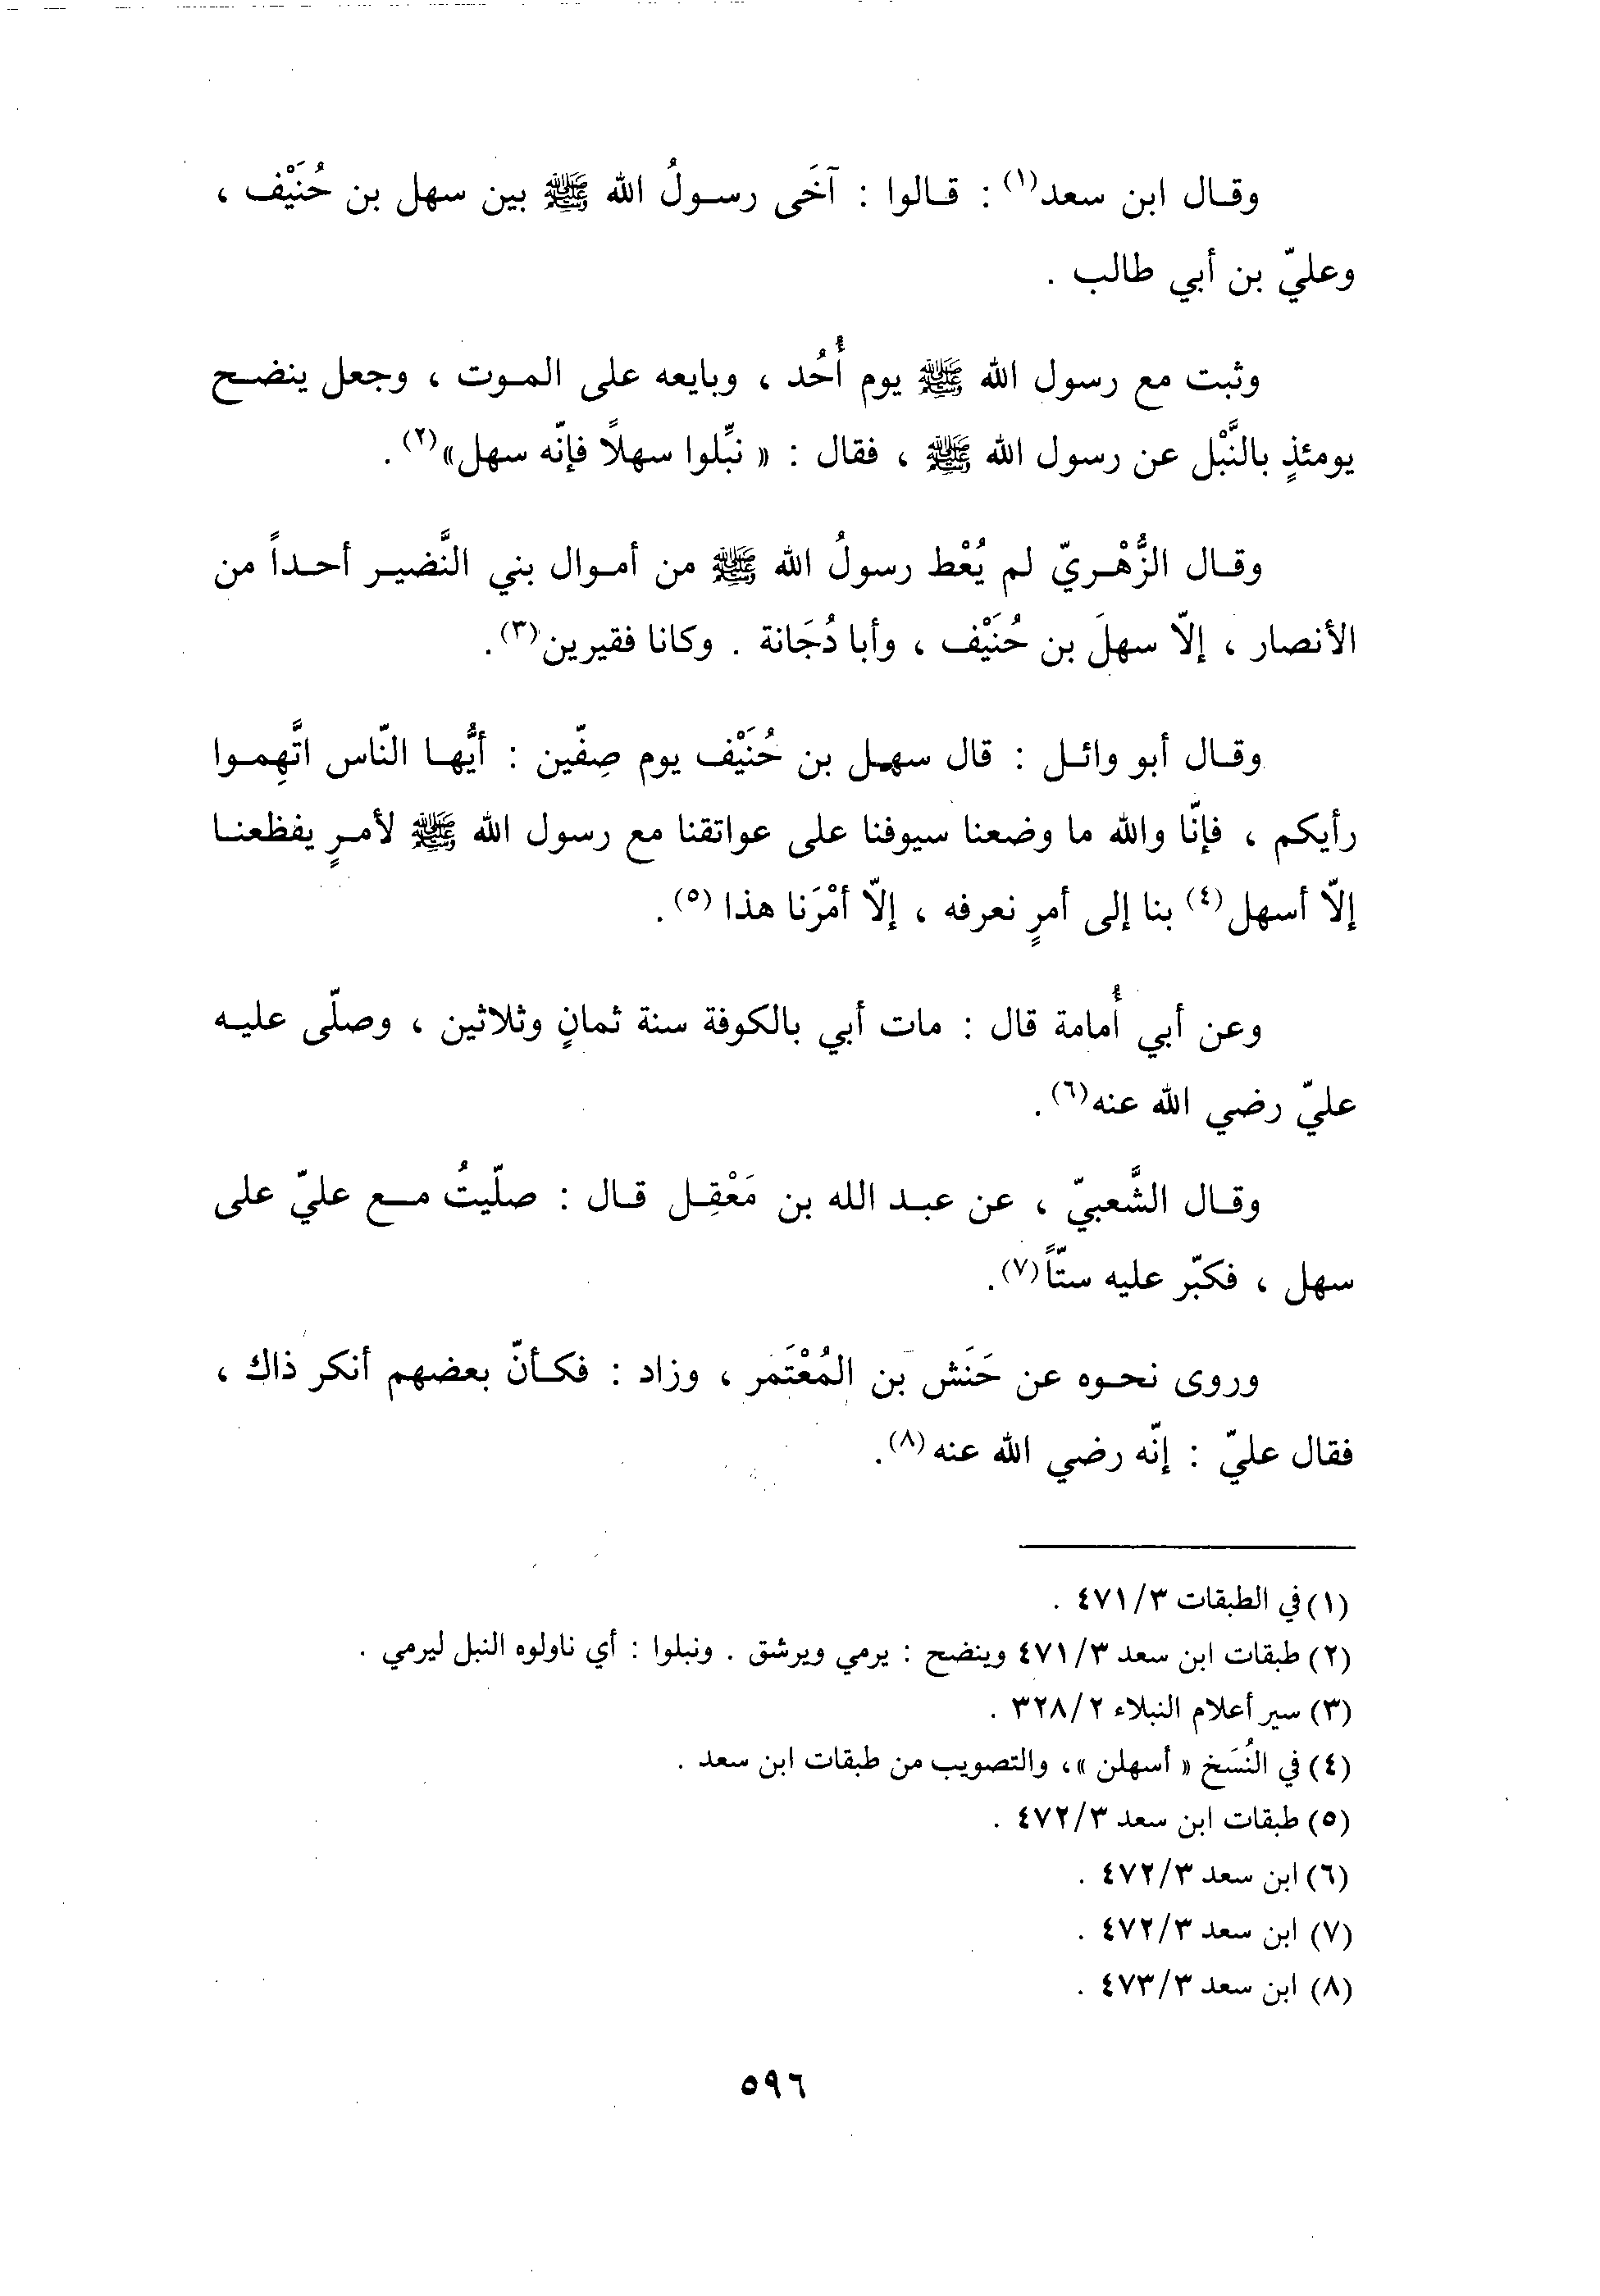 وقال ابن سعد(١) : قالوا : آخَى رسولُ الله ﷺ بين سهل بن حُنَيْف ،
وعليّ بن أبي طالب .
وثبت مع رسول الله ﷺ يوم أُحُد ، وبايعه على الموت ، وجعل ينضح
يومئذٍ بالنَّبْل عن رسول الله ﷺ ، فقال : « نبِّلوا سهلاً فإنّه سهل»(٢) .
وقال الزُّهْريّ لم يُعْط رسولُ الله ﷺ من أموال بني النَّضير أحداً من
الأنصار ، إلّا سهلَ بن حُنَيْف ، وأبا دُجَانة . وكانا فقيرين(٣).
وقال أبو وائل : قال سهل بن حُنَيْف يوم صِفّين : أيُّها النّاس اتَّهِموا
رأيكم ، فإنّا والله ما وضعنا سيوفنا على عواتقنا مع رسول الله ﷺ لأمرٍ يفظعنا
إلّا أسهل(٤) بنا إلى أمرٍ نعرفه ، إلّا أمْرَنا هذا (٥) .
وعن أبي أُمامة قال : مات أبي بالكوفة سنة ثمانٍ وثلاثين ، وصلّى عليه
عليّ رضي الله عنه(٦) .
وقال الشَّعبيّ ، عن عبد الله بن مَعْقِل قال : صلّيتُ مع عليّ على
سهل ، فكبّر عليه ستّاً(٧).
وروى نحوه عن حَنَش بن المُعْتَمَر ، وزاد : فكأنّ بعضهم أنكر ذاك ،
فقال عليّ : إنّه رضي الله عنه(٨).
(١) في الطبقات ٤٧١/٣ .
(٢) طبقات ابن سعد ٤٧١/٣ وينضح : يرمي ويرشق . ونبلوا : أي ناولوه النبل ليرمي .
(٣) سير أعلام النبلاء ٣٢٨/٢ .
(٤) في النُسَخ « أسهلن »، والتصويب من طبقات ابن سعد .
(٥) طبقات ابن سعد ٤٧٢/٣ .
(٦) ابن سعد ٤٧٢/٣ .
(٧) ابن سعد ٤٧٢/٣ .
(٨) ابن سعد ٤٧٣/٣ .
٥٩٦